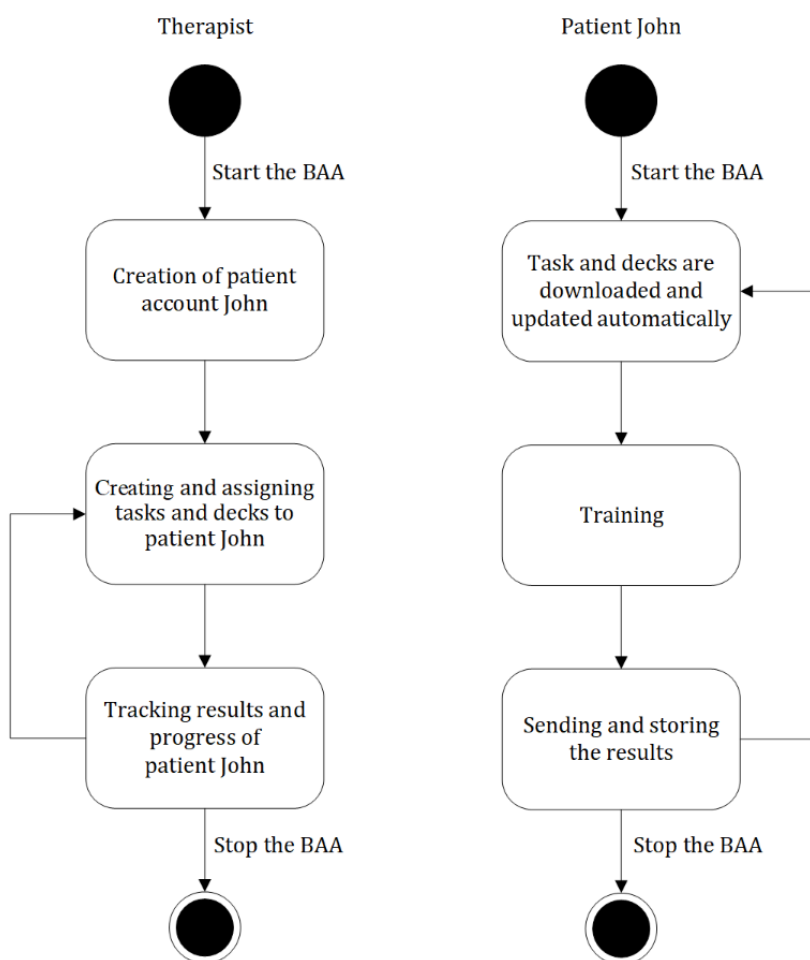 Therapist
Start the BAA
Creation of patient
account John
Creating and assigning
tasks and decks to
patient John
Tracking results and
progress of
patient John
Stop the BAA
Patient John
Start the BAA
Task and decks are
downloaded and
updated automatically
Training
Sending and storing
the results
Stop the BAA